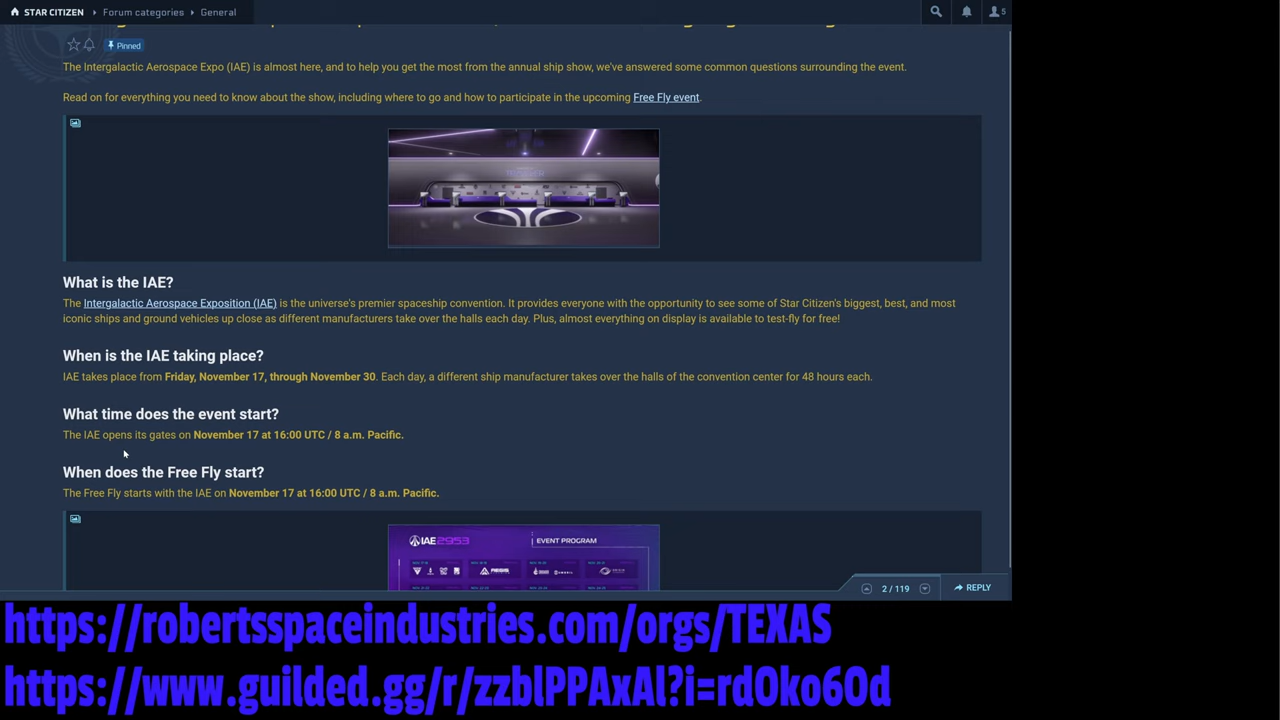 STAR CITIZEN Forum categories General 5
Pinned
The Intergalactic Aerospace Expo (IAE) is almost here, and to help you get the most from the annual ship show, we've answered some common questions surrounding the event.
Read on for everything you need to know about the show, including where to go and how to participate in the upcoming Free Fly event.
What is the IAE?
The Intergalactic Aerospace Exposition (IAE) is the universe's premier spaceship convention. It provides everyone with the opportunity to see some of Star Citizen's biggest, best, and most
iconic ships and ground vehicles up close as different manufacturers take over the halls each day. Plus, almost everything on display is available to test-fly for free!
When is the IAE taking place?
IAE takes place from Friday, November 17, through November 30. Each day, a different ship manufacturer takes over the halls of the convention center for 48 hours each.
What time does the event start?
The IAE opens its gates on November 17 at 16:00 UTC / 8 a.m. Pacific.
When does the Free Fly start?
The Free Fly starts with the IAE on November 17 at 16:00 UTC / 8 a.m. Pacific.
IAE 2953 EVENT PROGRAM
2 / 119 REPLY
https://robertsspaceindustries.com/orgs/TEXAS
https://www.guilded.gg/r/zzblPPAxAl?i=rdOko6Od